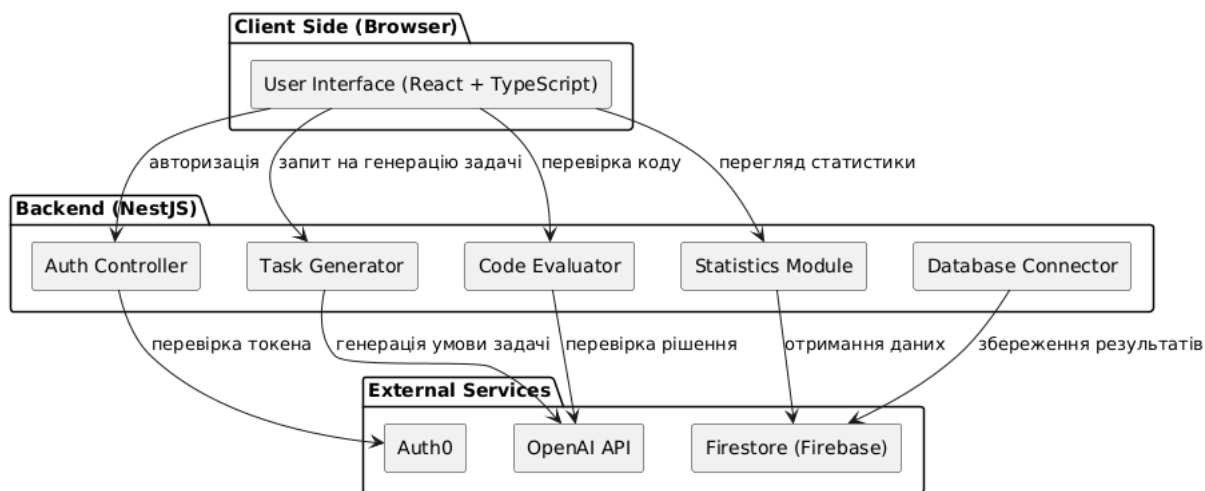 Client Side (Browser)
User Interface (React + TypeScript)
авторизація
запит на генерацію задачі
перевірка коду
перегляд статистики
Backend (NestJS)
Auth Controller
Task Generator
Code Evaluator
Statistics Module
Database Connector
перевірка токена
генерація умови задачі
перевірка рішення
отримання даних
збереження результатів
External Services
Auth0
OpenAI API
Firestore (Firebase)